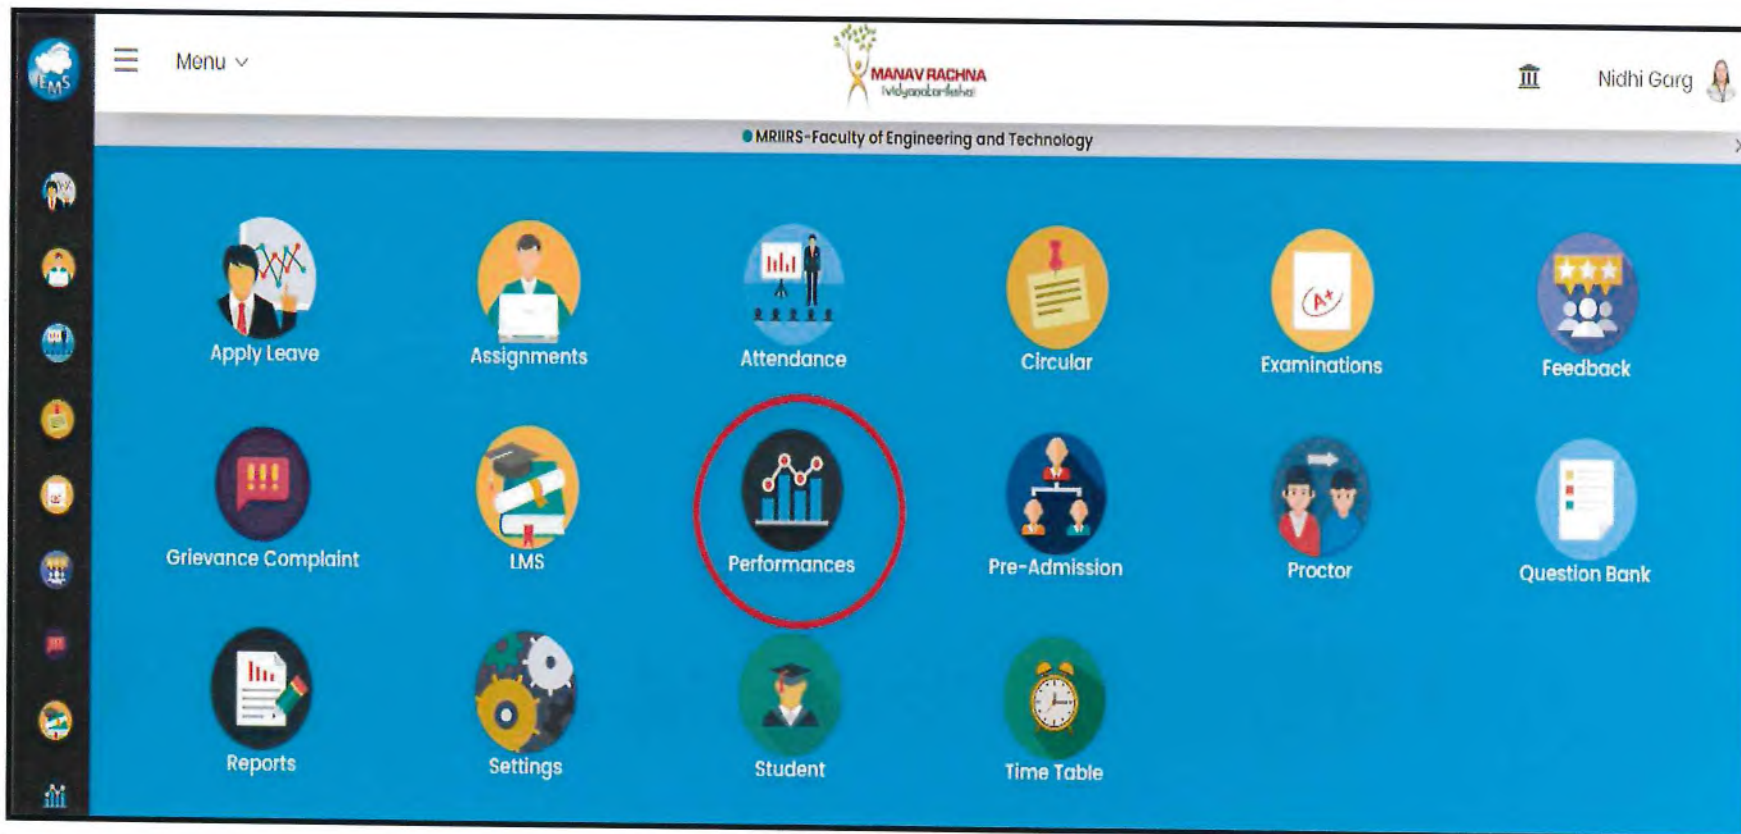 EMS
Menu
MANAV RACHNA
Nidhi Garg
MRIIRS-Faculty of Engineering and Technology
Apply Leave
Assignments
Attendance
Circular
A+
Examinations
Feedback
!!!
Grievance Complaint
LMS
Performances
Pre-Admission
Proctor
Question Bank
Reports
Settings
Student
Time Table